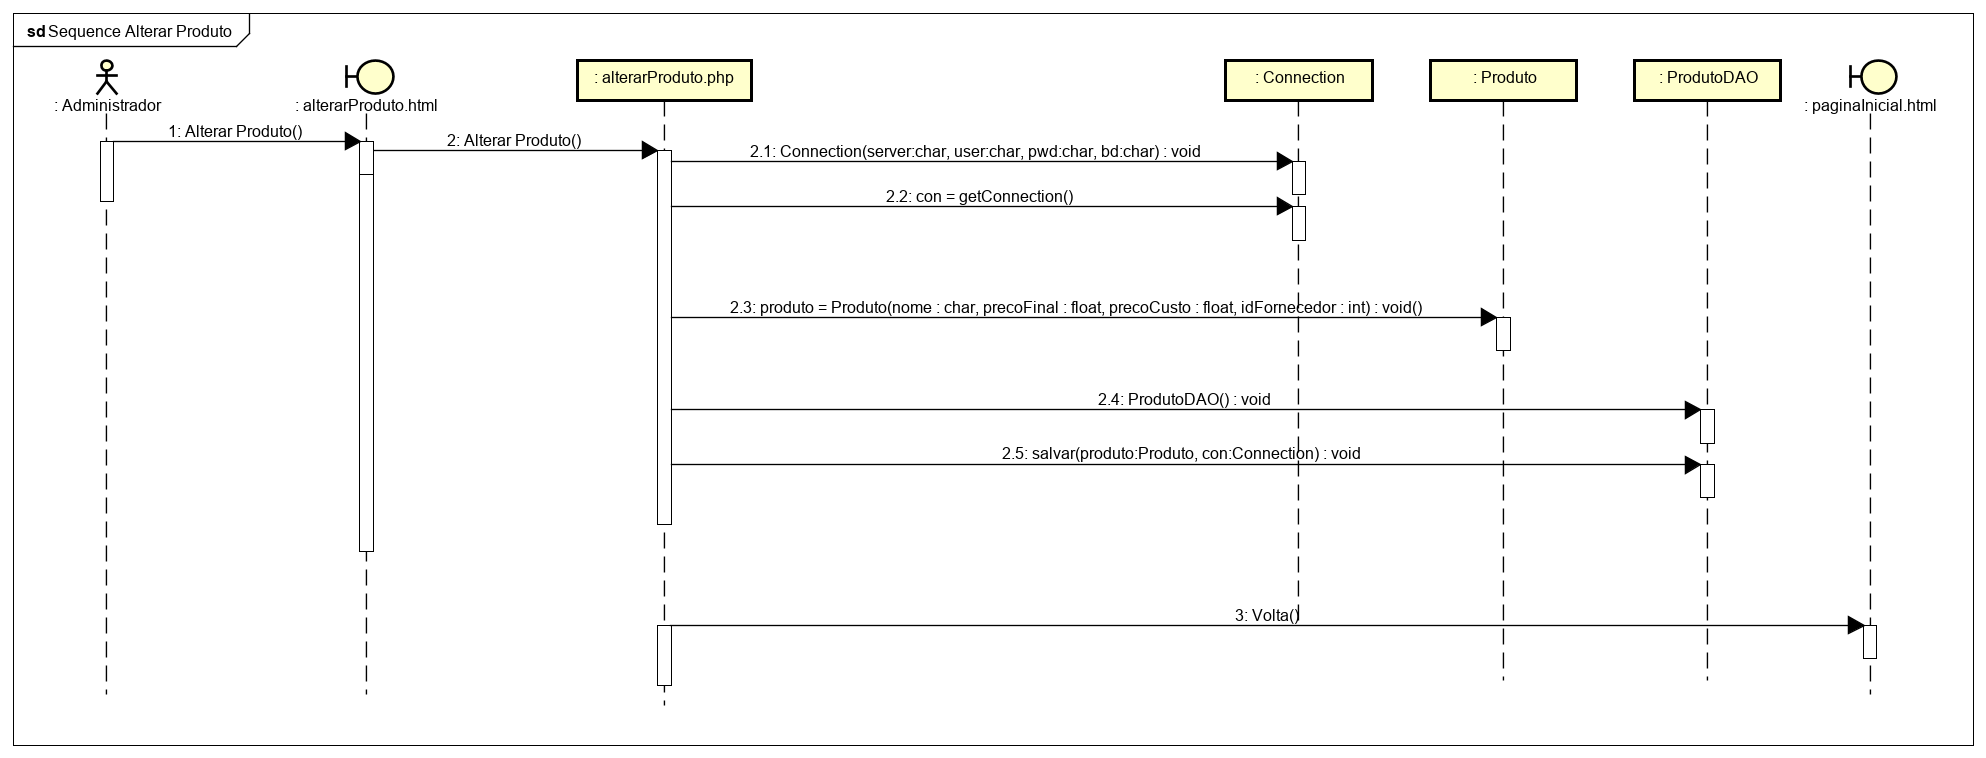 sd Sequence Alterar Produto
: Administrador
: alterarProduto.html
: alterarProduto.php
: Connection
: Produto
: ProdutoDAO
: paginaInicial.html
1: Alterar Produto()
2: Alterar Produto()
2.1: Connection(server:char, user:char, pwd:char, bd:char) : void
2.2: con = getConnection()
2.3: produto = Produto(nome : char, precoFinal : float, precoCusto : float, idFornecedor : int) : void()
2.4: ProdutoDAO() : void
2.5: salvar(produto:Produto, con:Connection) : void
3: Volta()